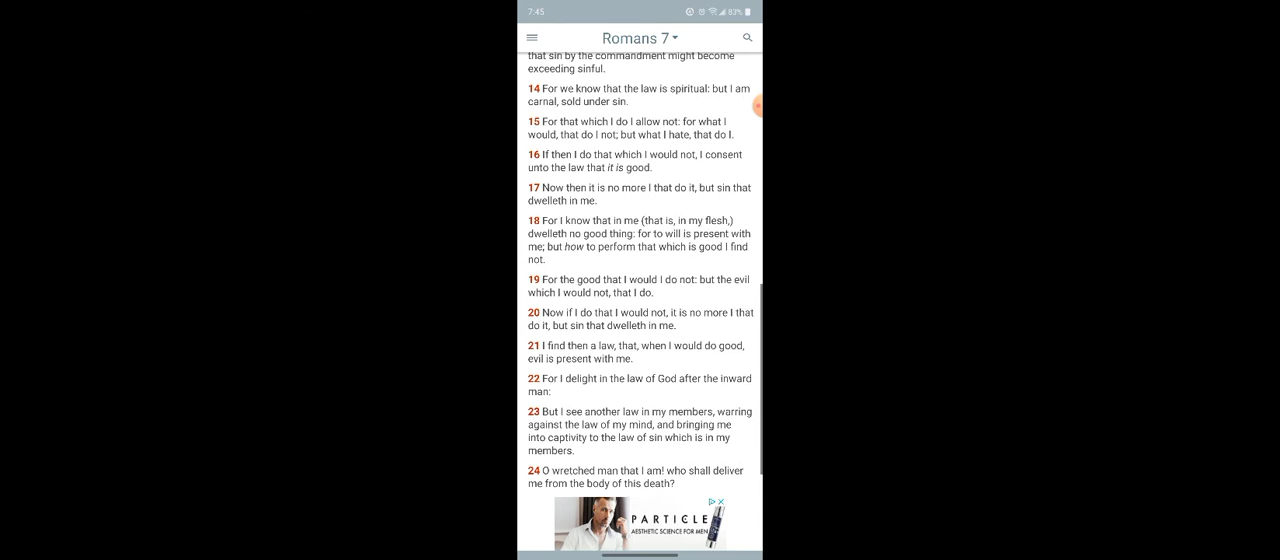 7:45
83%
Romans 7
that sin by the commandment might become
exceeding sinful.
14 For we know that the law is spiritual: but I am
carnal, sold under sin.
15 For that which I do I allow not: for what I
would, that do I not; but what I hate, that do I.
16 If then I do that which I would not, I consent
unto the law that it is good.
17 Now then it is no more I that do it, but sin that
dwelleth in me.
18 For I know that in me (that is, in my flesh,)
dwelleth no good thing: for to will is present with
me; but how to perform that which is good I find
not.
19 For the good that I would I do not: but the evil
which I would not, that I do.
20 Now if I do that I would not, it is no more I that
do it, but sin that dwelleth in me.
21 I find then a law, that, when I would do good,
evil is present with me.
22 For I delight in the law of God after the inward
man:
23 But I see another law in my members, warring
against the law of my mind, and bringing me
into captivity to the law of sin which is in my
members.
24 O wretched man that I am! who shall deliver
me from the body of this death?
PARTICLE
AESTHETIC SCIENCE FOR MEN